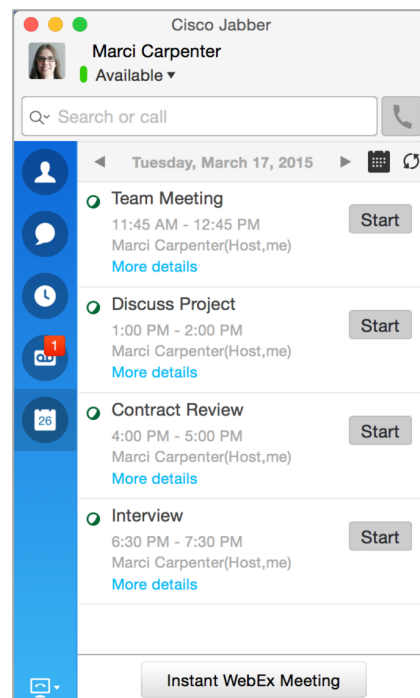 Cisco Jabber
Marci Carpenter
Available
Search or call
Tuesday, March 17, 2015
Team Meeting
11:45 AM - 12:45 PM
Start
Marci Carpenter(Host,me)
More details
Discuss Project
1:00 PM - 2:00 PM
Start
Marci Carpenter(Host,me)
More details
1
Contract Review
26
4:00 PM - 5:00 PM
Start
Marci Carpenter(Host,me)
More details
Interview
6:30 PM - 7:30 PM
Start
Marci Carpenter(Host,me)
More details
Instant WebEx Meeting